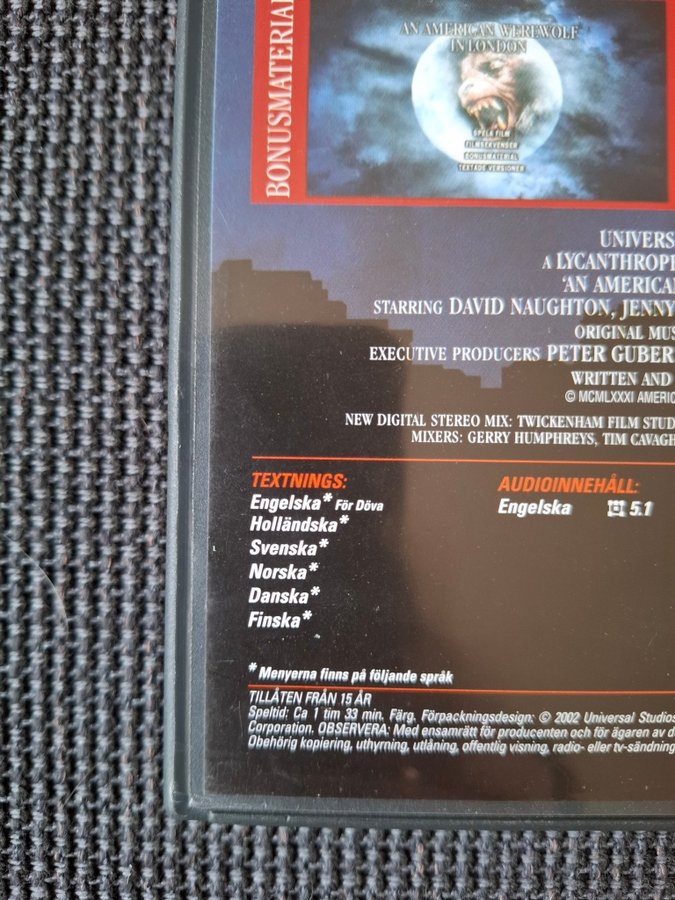 BONUSMATERIAL
AN AMERICAN WEREWOLF
IN LONDON
SPELA FILM
FILMSEKVENSER
BONUSMATERIAL
TEXTADE VERSIONER
UNIVERS
A LYCANTHROPE
'AN AMERICA
STARRING DAVID NAUGHTON, JENNY
ORIGINAL MUS
EXECUTIVE PRODUCERS PETER GUBER
WRITTEN AND
© MCMLXXXI AMERIC
NEW DIGITAL STEREO MIX: TWICKENHAM FILM STUD
MIXERS: GERRY HUMPHREYS, TIM CAVAGH
TEXTNINGS:
Engelska* För Döva
Holländska*
Svenska*
Norska*
Danska*
Finska*
AUDIOINNEHÅLL:
Engelska 5.1
* Menyerna finns på följande språk
TILLÅTEN FRÅN 15 ÅR
Speltid: Ca 1 tim 33 min. Färg. Förpackningsdesign: © 2002 Universal Studios
Corporation. OBSERVERA: Med ensamrätt för producenten och för ägaren av d
Obehörig kopiering, uthyrning, utlåning, offentlig visning, radio- eller tv-sändning